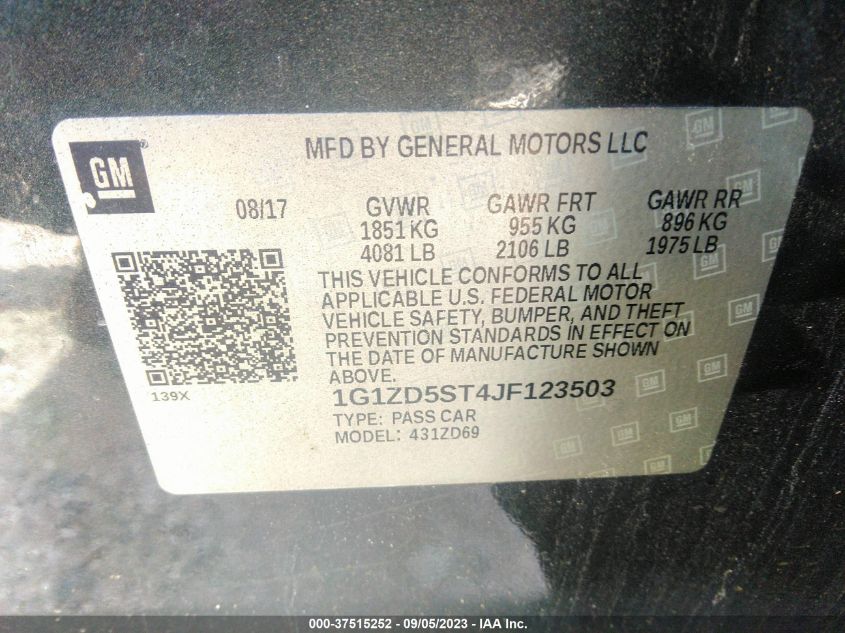 GM
MFD BY GENERAL MOTORS LLC
08/17 GVWR GAWR FRT GAWR RR
1851 KG 955 KG 896 KG
4081 LB 2106 LB 1975 LB
THIS VEHICLE CONFORMS TO ALL
APPLICABLE U.S. FEDERAL MOTOR
VEHICLE SAFETY, BUMPER, AND THEFT
PREVENTION STANDARDS IN EFFECT ON
THE DATE OF MANUFACTURE SHOWN
ABOVE.
139X
1G1ZD5ST4JF123503
TYPE: PASS CAR
MODEL: 431ZD69
000-37515252 - 09/05/2023 - IAA Inc.